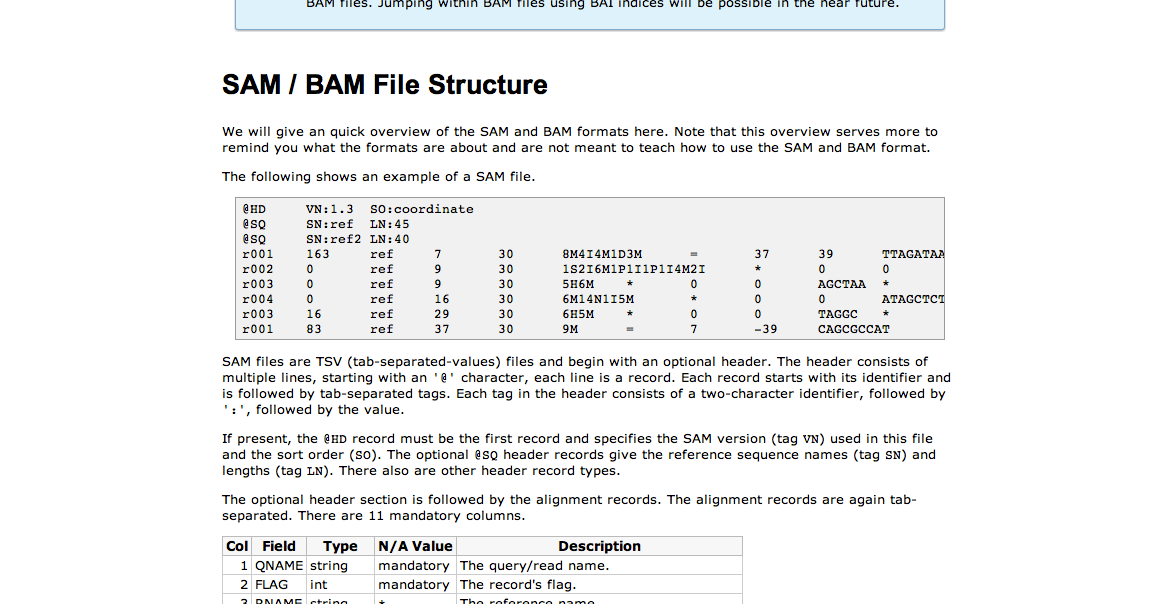 BAM files. Jumping within BAM files using BAI indices will be possible in the near future.
SAM / BAM File Structure
We will give an quick overview of the SAM and BAM formats here. Note that this overview serves more to
remind you what the formats are about and are not meant to teach how to use the SAM and BAM format.
The following shows an example of a SAM file.
@HD VN:1.3 SO:coordinate
@SQ SN:ref LN:45
@SQ SN:ref2 LN:40
r001 163 ref 7 30 8M4I4M1D3M = 37 39 TTAGATAA
r002 0 ref 9 30 1S2I6M1P1I1P1I4M2I * 0 0
r003 0 ref 9 30 5H6M * 0 0 AGCTAA *
r004 0 ref 16 30 6M14N1I5M * 0 0 ATAGCTCT
r003 16 ref 29 30 6H5M * 0 0 TAGGC *
r001 83 ref 37 30 9M = 7 -39 CAGCGCCAT
SAM files are TSV (tab-separated-values) files and begin with an optional header. The header consists of
multiple lines, starting with an '@' character, each line is a record. Each record starts with its identifier and
is followed by tab-separated tags. Each tag in the header consists of a two-character identifier, followed by
':', followed by the value.
If present, the @HD record must be the first record and specifies the SAM version (tag VN) used in this file
and the sort order (SO). The optional @SQ header records give the reference sequence names (tag SN) and
lengths (tag LN). There also are other header record types.
The optional header section is followed by the alignment records. The alignment records are again tab-
separated. There are 11 mandatory columns.
Col Field Type N/A Value Description
1 QNAME string mandatory The query/read name.
2 FLAG int mandatory The record's flag.
3 RNAME string * The reference name.